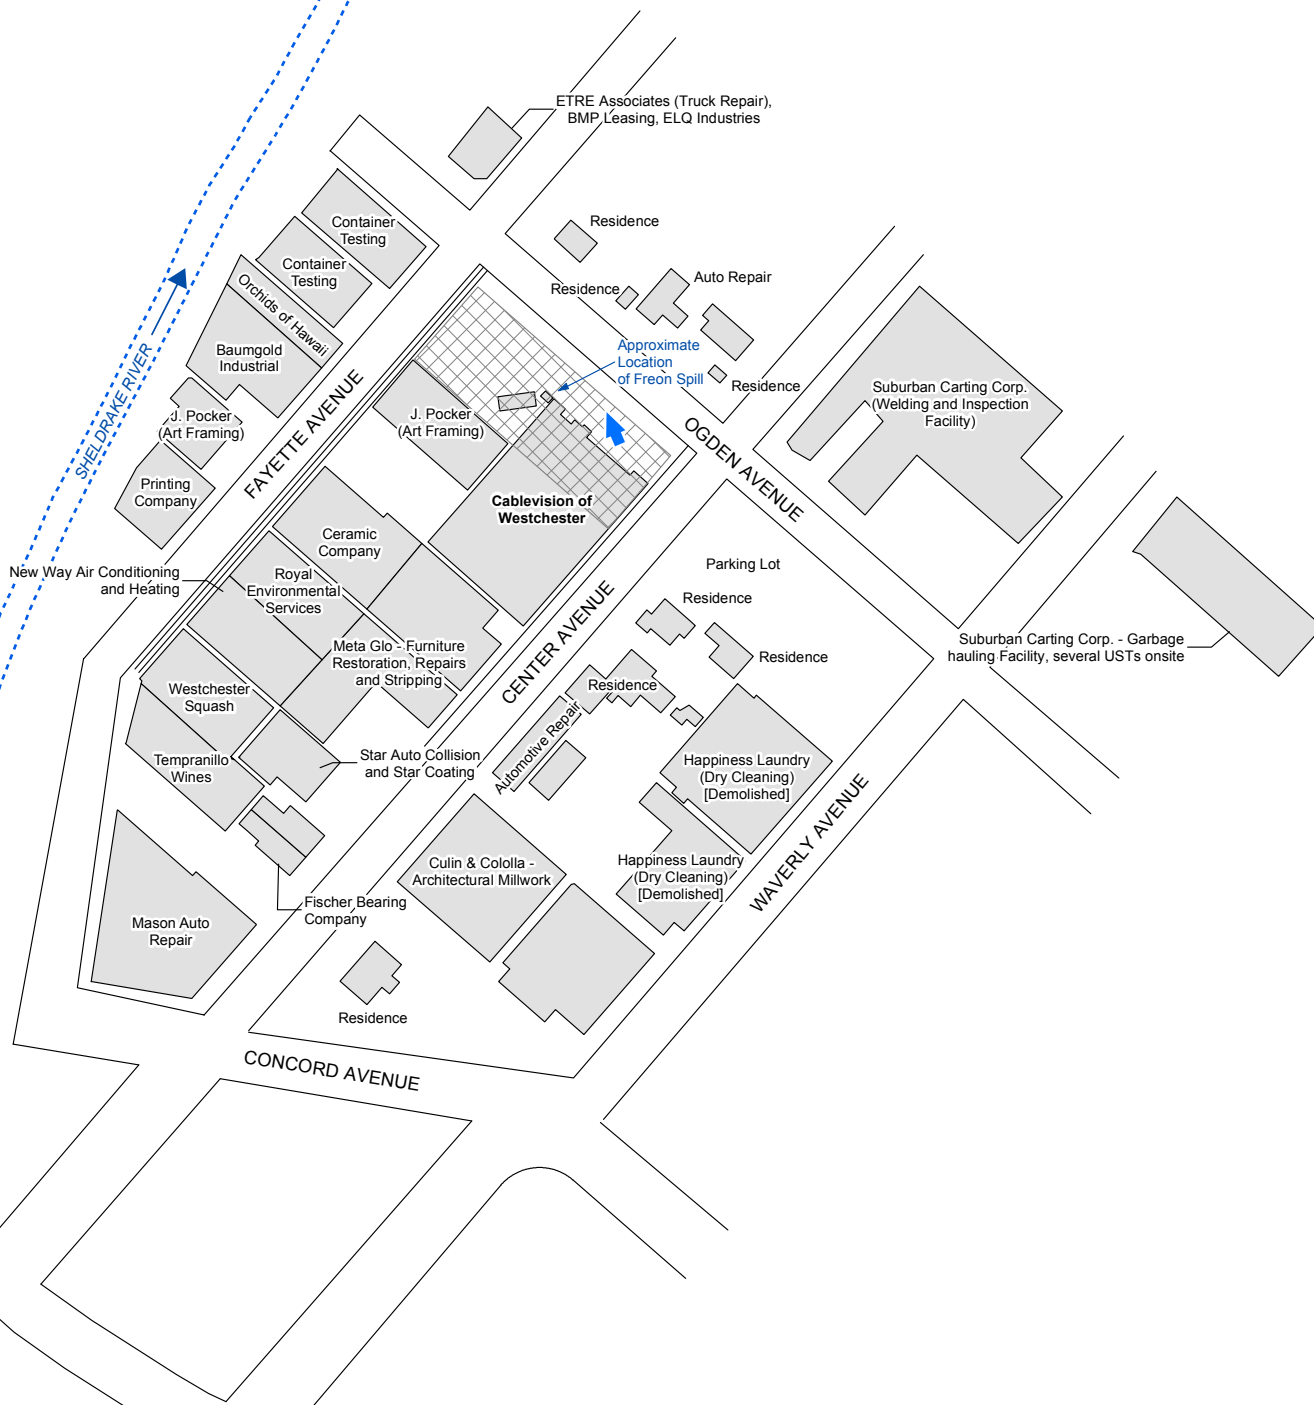 ETRE Associates (Truck Repair),
BMP Leasing, ELQ Industries
Residence
Container
Testing
Container
Testing
Auto Repair
Residence
Orchids of Hawaii
Baumgold
Industrial
Approximate
Location
of Freon Spill
Residence
SHELDRAKE RIVER
FAYETTE AVENUE
J. Pocker
(Art Framing)
J. Pocker
(Art Framing)
Suburban Carting Corp.
(Welding and Inspection
Facility)
OGDEN AVENUE
Printing
Company
Cablevision of
Westchester
Ceramic
Company
Parking Lot
New Way Air Conditioning
and Heating
Royal
Environmental
Services
CENTER AVENUE
Residence
Suburban Carting Corp. - Garbage
hauling Facility, several USTs onsite
Meta Glo - Furniture
Restoration, Repairs
and Stripping
Residence
Residence
Westchester
Squash
Automotive Repair
Tempranillo
Wines
Star Auto Collision
and Star Coating
Happiness Laundry
(Dry Cleaning)
[Demolished]
WAVERLY AVENUE
Culin & Cololla -
Architectural Millwork
Happiness Laundry
(Dry Cleaning)
[Demolished]
Fischer Bearing
Company
Mason Auto
Repair
Residence
CONCORD AVENUE